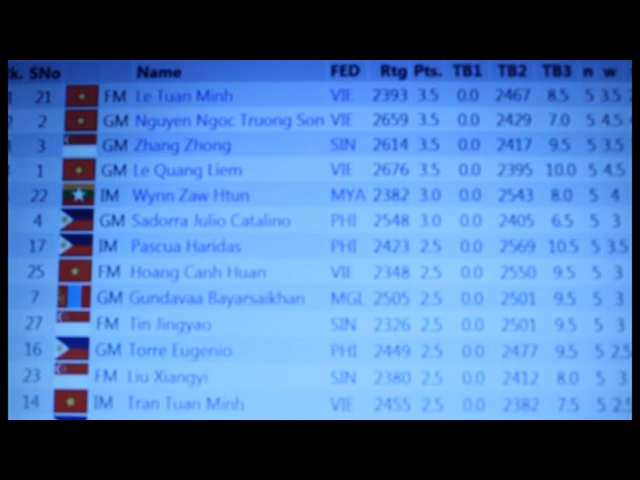 k. SNo Name FED Rtg Pts. TB1 TB2 TB3 n w
1 21 FM Le Tuan Minh VIE 2393 3.5 0.0 2467 8.5 5 3.5
2 2 GM Nguyen Ngoc Truong Son VIE 2659 3.5 0.0 2429 7.0 5 4.5
3 GM Zhang Zhong SIN 2614 3.5 0.0 2417 9.5 5 3.5
1 GM Le Quang Liem VIE 2676 3.5 0.0 2395 10.0 5 4.5
22 IM Wynn Zaw Htun MYA 2382 3.0 0.0 2543 8.0 5 4
4 GM Sadorra Julio Catalino PHI 2548 3.0 0.0 2405 6.5 5 3
17 IM Pascua Haridas PHI 2423 2.5 0.0 2569 10.5 5 3.5
25 FM Hoang Canh Huan VIE 2348 2.5 0.0 2550 9.5 5 3
7 GM Gundavaa Bayarsaikhan MGL 2505 2.5 0.0 2501 9.5 5 3
27 FM Tin Jingyao SIN 2326 2.5 0.0 2501 9.5 5 3
16 GM Torre Eugenio PHI 2449 2.5 0.0 2477 9.5 5 2.5
23 FM Liu Xiangyi SIN 2380 2.5 0.0 2412 8.0 5 3
14 IM Tran Tuan Minh VIE 2455 2.5 0.0 2382 7.5 5 2.5